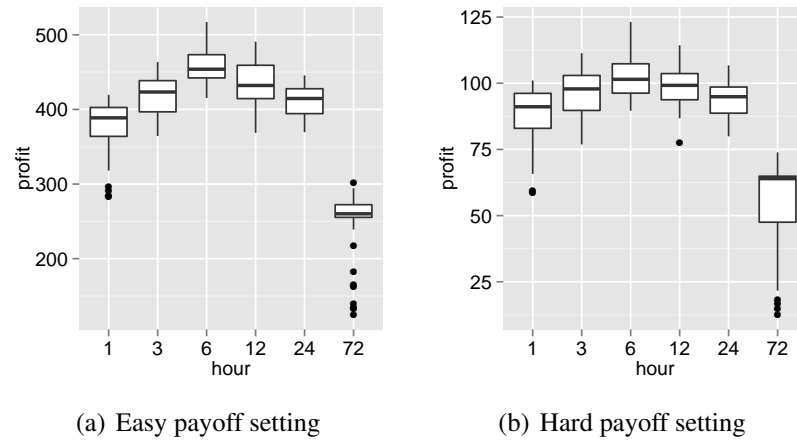 500
400
300
200
profit
1 3 6 12 24 72
hour
(a) Easy payoff setting
125
100
75
50
25
profit
1 3 6 12 24 72
hour
(b) Hard payoff setting